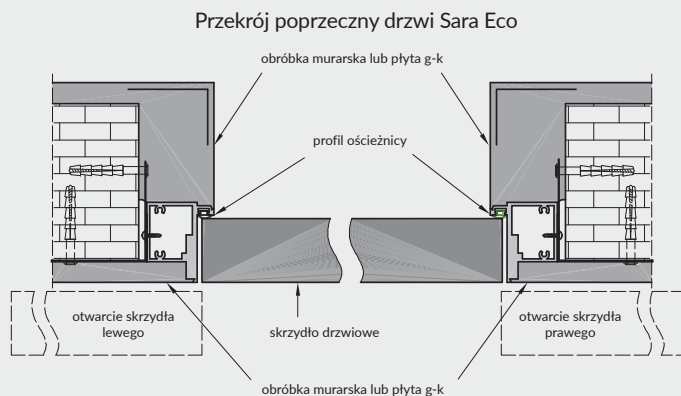 Przekrój poprzeczny drzwi Sara Eco
obróbka murarska lub płyta g-k
profil ościeżnicy
otwarcie skrzydła
lewego
skrzydło drzwiowe
otwarcie skrzydła
prawego
obróbka murarska lub płyta g-k